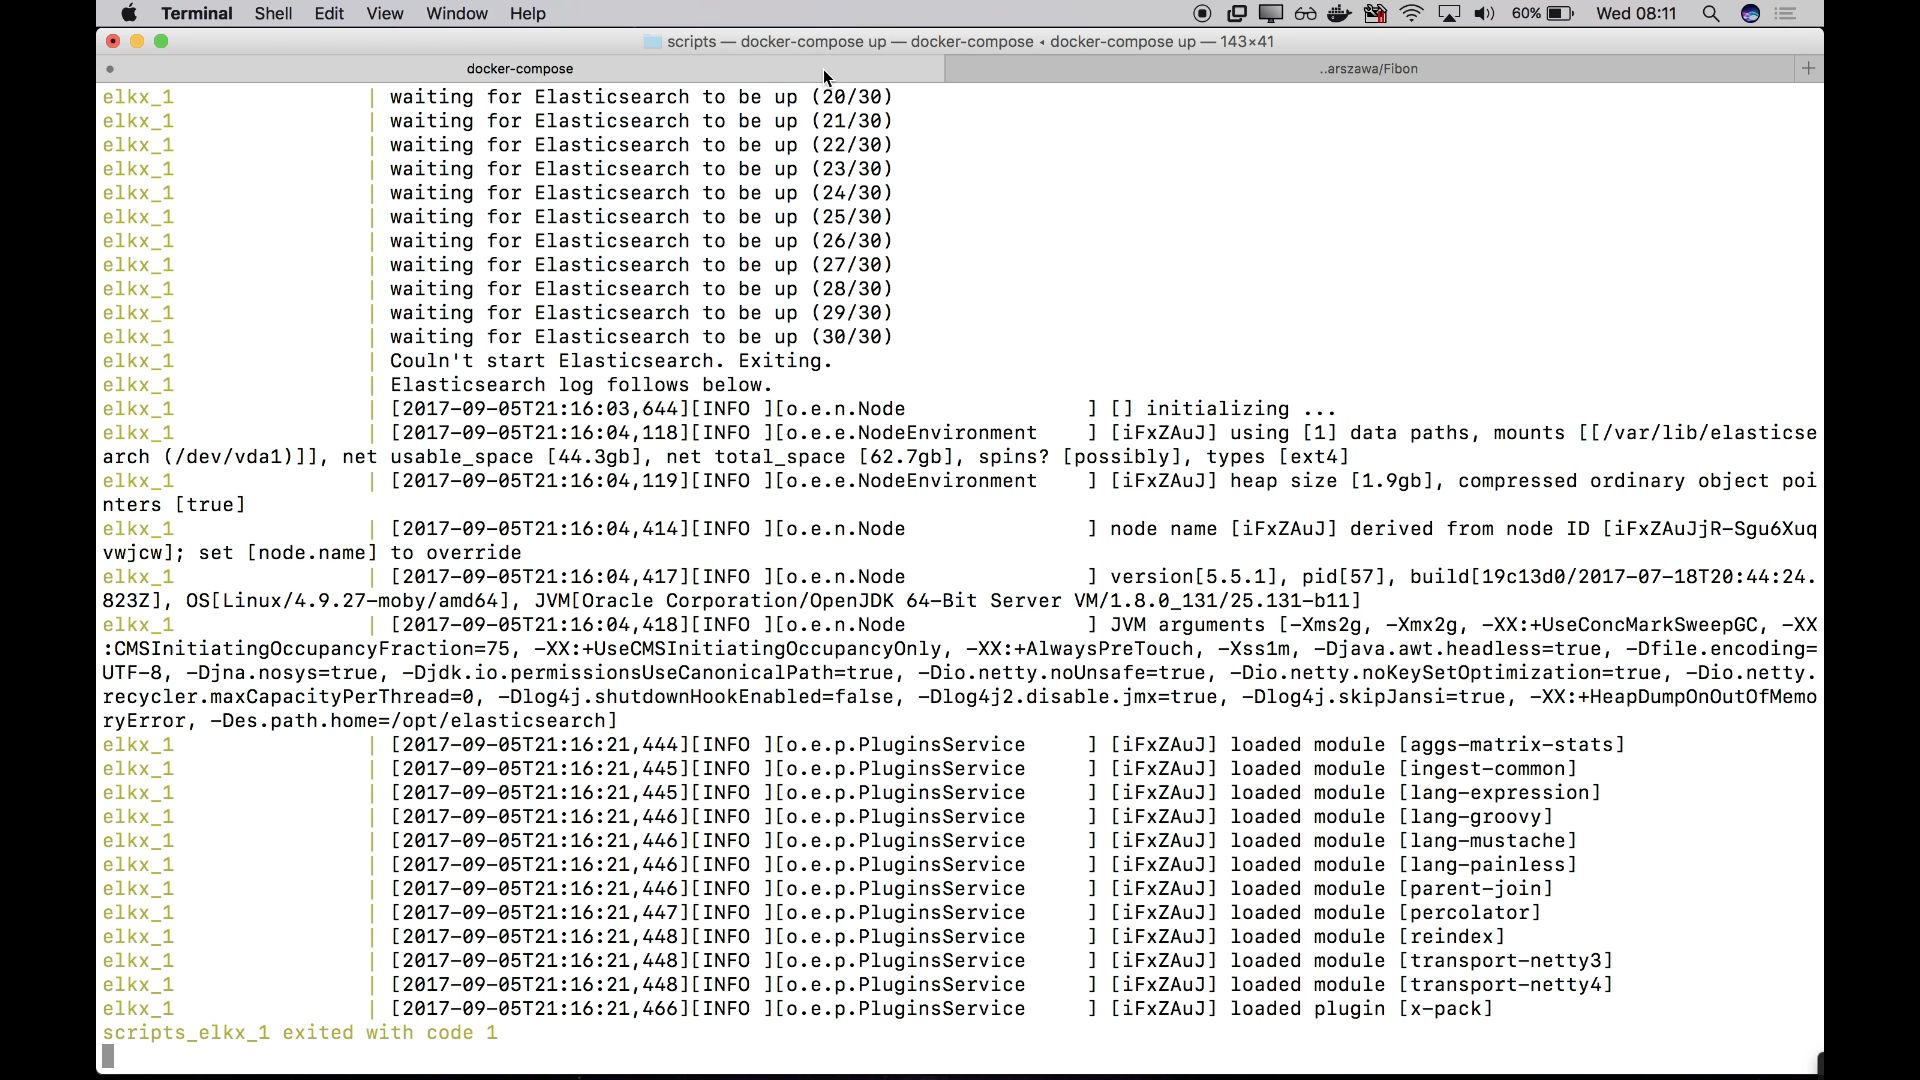 Terminal Shell Edit View Window Help 60% Wed 08:11
scripts — docker-compose up — docker-compose ◂ docker-compose up — 143×41
docker-compose ..arszawa/Fibon
elkx_1 | waiting for Elasticsearch to be up (20/30)
elkx_1 | waiting for Elasticsearch to be up (21/30)
elkx_1 | waiting for Elasticsearch to be up (22/30)
elkx_1 | waiting for Elasticsearch to be up (23/30)
elkx_1 | waiting for Elasticsearch to be up (24/30)
elkx_1 | waiting for Elasticsearch to be up (25/30)
elkx_1 | waiting for Elasticsearch to be up (26/30)
elkx_1 | waiting for Elasticsearch to be up (27/30)
elkx_1 | waiting for Elasticsearch to be up (28/30)
elkx_1 | waiting for Elasticsearch to be up (29/30)
elkx_1 | waiting for Elasticsearch to be up (30/30)
elkx_1 | Couln't start Elasticsearch. Exiting.
elkx_1 | Elasticsearch log follows below.
elkx_1 | [2017-09-05T21:16:03,644][INFO ][o.e.n.Node ] [] initializing ...
elkx_1 | [2017-09-05T21:16:04,118][INFO ][o.e.e.NodeEnvironment ] [iFxZAuJ] using [1] data paths, mounts [[/var/lib/elasticse
arch (/dev/vda1)]], net usable_space [44.3gb], net total_space [62.7gb], spins? [possibly], types [ext4]
elkx_1 | [2017-09-05T21:16:04,119][INFO ][o.e.e.NodeEnvironment ] [iFxZAuJ] heap size [1.9gb], compressed ordinary object poi
nters [true]
elkx_1 | [2017-09-05T21:16:04,414][INFO ][o.e.n.Node ] node name [iFxZAuJ] derived from node ID [iFxZAuJjR-Sgu6Xuq
vwjcw]; set [node.name] to override
elkx_1 | [2017-09-05T21:16:04,417][INFO ][o.e.n.Node ] version[5.5.1], pid[57], build[19c13d0/2017-07-18T20:44:24.
823Z], OS[Linux/4.9.27-moby/amd64], JVM[Oracle Corporation/OpenJDK 64-Bit Server VM/1.8.0_131/25.131-b11]
elkx_1 | [2017-09-05T21:16:04,418][INFO ][o.e.n.Node ] JVM arguments [-Xms2g, -Xmx2g, -XX:+UseConcMarkSweepGC, -XX
:CMSInitiatingOccupancyFraction=75, -XX:+UseCMSInitiatingOccupancyOnly, -XX:+AlwaysPreTouch, -Xss1m, -Djava.awt.headless=true, -Dfile.encoding=
UTF-8, -Djna.nosys=true, -Djdk.io.permissionsUseCanonicalPath=true, -Dio.netty.noUnsafe=true, -Dio.netty.noKeySetOptimization=true, -Dio.netty.
recycler.maxCapacityPerThread=0, -Dlog4j.shutdownHookEnabled=false, -Dlog4j2.disable.jmx=true, -Dlog4j.skipJansi=true, -XX:+HeapDumpOnOutOfMemo
ryError, -Des.path.home=/opt/elasticsearch]
elkx_1 | [2017-09-05T21:16:21,444][INFO ][o.e.p.PluginsService ] [iFxZAuJ] loaded module [aggs-matrix-stats]
elkx_1 | [2017-09-05T21:16:21,445][INFO ][o.e.p.PluginsService ] [iFxZAuJ] loaded module [ingest-common]
elkx_1 | [2017-09-05T21:16:21,445][INFO ][o.e.p.PluginsService ] [iFxZAuJ] loaded module [lang-expression]
elkx_1 | [2017-09-05T21:16:21,446][INFO ][o.e.p.PluginsService ] [iFxZAuJ] loaded module [lang-groovy]
elkx_1 | [2017-09-05T21:16:21,446][INFO ][o.e.p.PluginsService ] [iFxZAuJ] loaded module [lang-mustache]
elkx_1 | [2017-09-05T21:16:21,446][INFO ][o.e.p.PluginsService ] [iFxZAuJ] loaded module [lang-painless]
elkx_1 | [2017-09-05T21:16:21,446][INFO ][o.e.p.PluginsService ] [iFxZAuJ] loaded module [parent-join]
elkx_1 | [2017-09-05T21:16:21,447][INFO ][o.e.p.PluginsService ] [iFxZAuJ] loaded module [percolator]
elkx_1 | [2017-09-05T21:16:21,448][INFO ][o.e.p.PluginsService ] [iFxZAuJ] loaded module [reindex]
elkx_1 | [2017-09-05T21:16:21,448][INFO ][o.e.p.PluginsService ] [iFxZAuJ] loaded module [transport-netty3]
elkx_1 | [2017-09-05T21:16:21,448][INFO ][o.e.p.PluginsService ] [iFxZAuJ] loaded module [transport-netty4]
elkx_1 | [2017-09-05T21:16:21,466][INFO ][o.e.p.PluginsService ] [iFxZAuJ] loaded plugin [x-pack]
scripts_elkx_1 exited with code 1